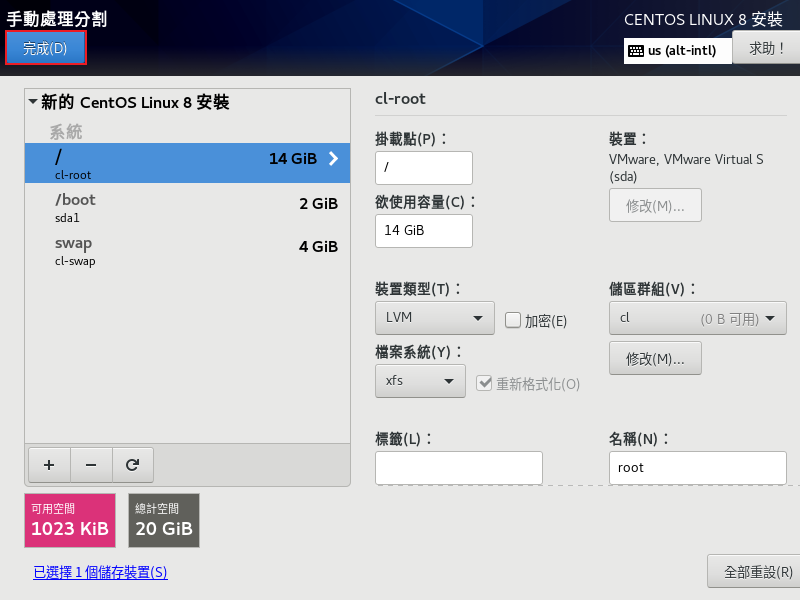 手動處理分割
CENTOS LINUX 8 安裝
完成(D)
us (alt-intl)
求助！
新的 CentOS Linux 8 安裝
系統
/
14 GiB
cl-root
/boot
2 GiB
sda1
swap
4 GiB
cl-swap
cl-root
掛載點(P)：
/
裝置：
VMware, VMware Virtual S
(sda)
修改(M)...
欲使用容量(C)：
14 GiB
裝置類型(T)：
LVM
加密(E)
儲區群組(V)：
cl
(0 B 可用)
修改(M)...
檔案系統(Y)：
xfs
重新格式化(O)
標籤(L)：
名稱(N)：
root
可用空間
1023 KiB
總計空間
20 GiB
已選擇 1 個儲存裝置(S)
全部重設(R)